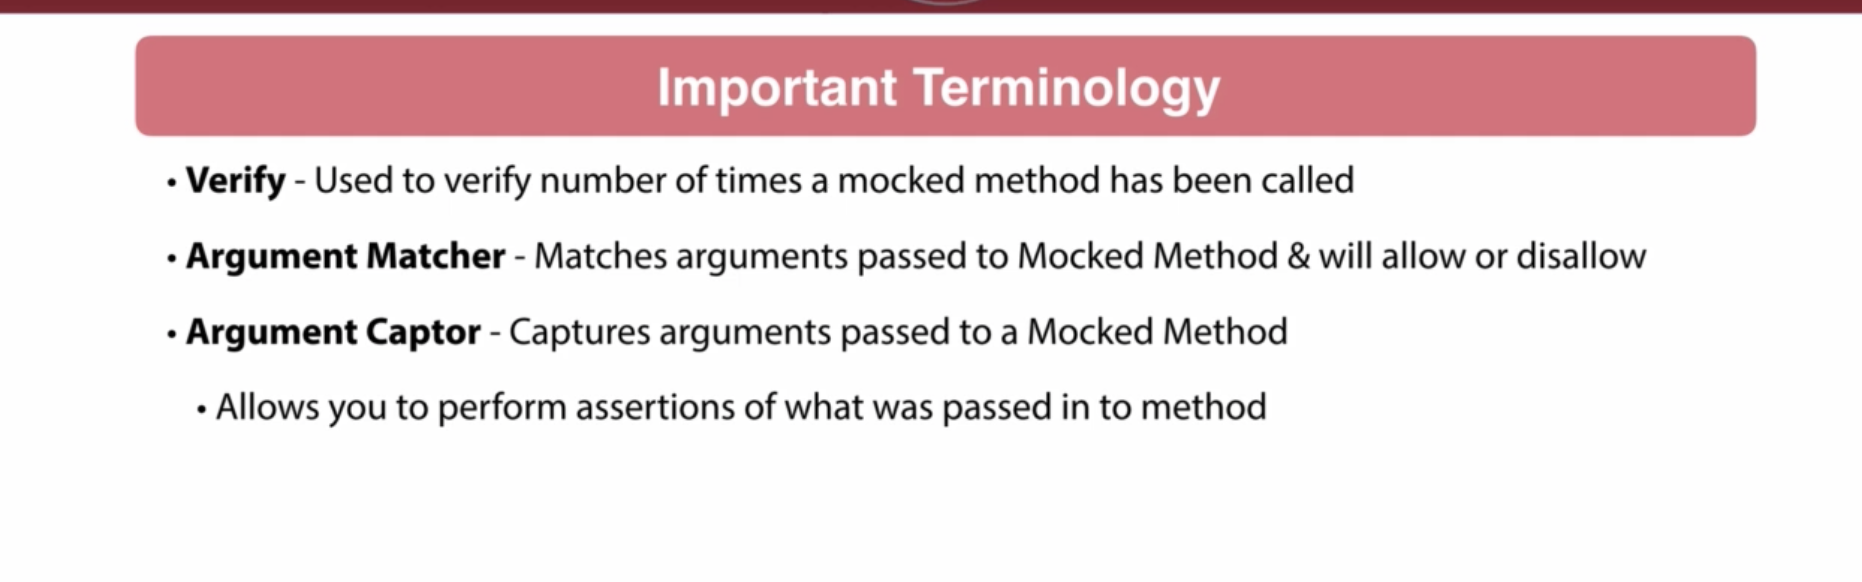 Important Terminology
• Verify - Used to verify number of times a mocked method has been called
• Argument Matcher - Matches arguments passed to Mocked Method & will allow or disallow
• Argument Captor - Captures arguments passed to a Mocked Method
• Allows you to perform assertions of what was passed in to method